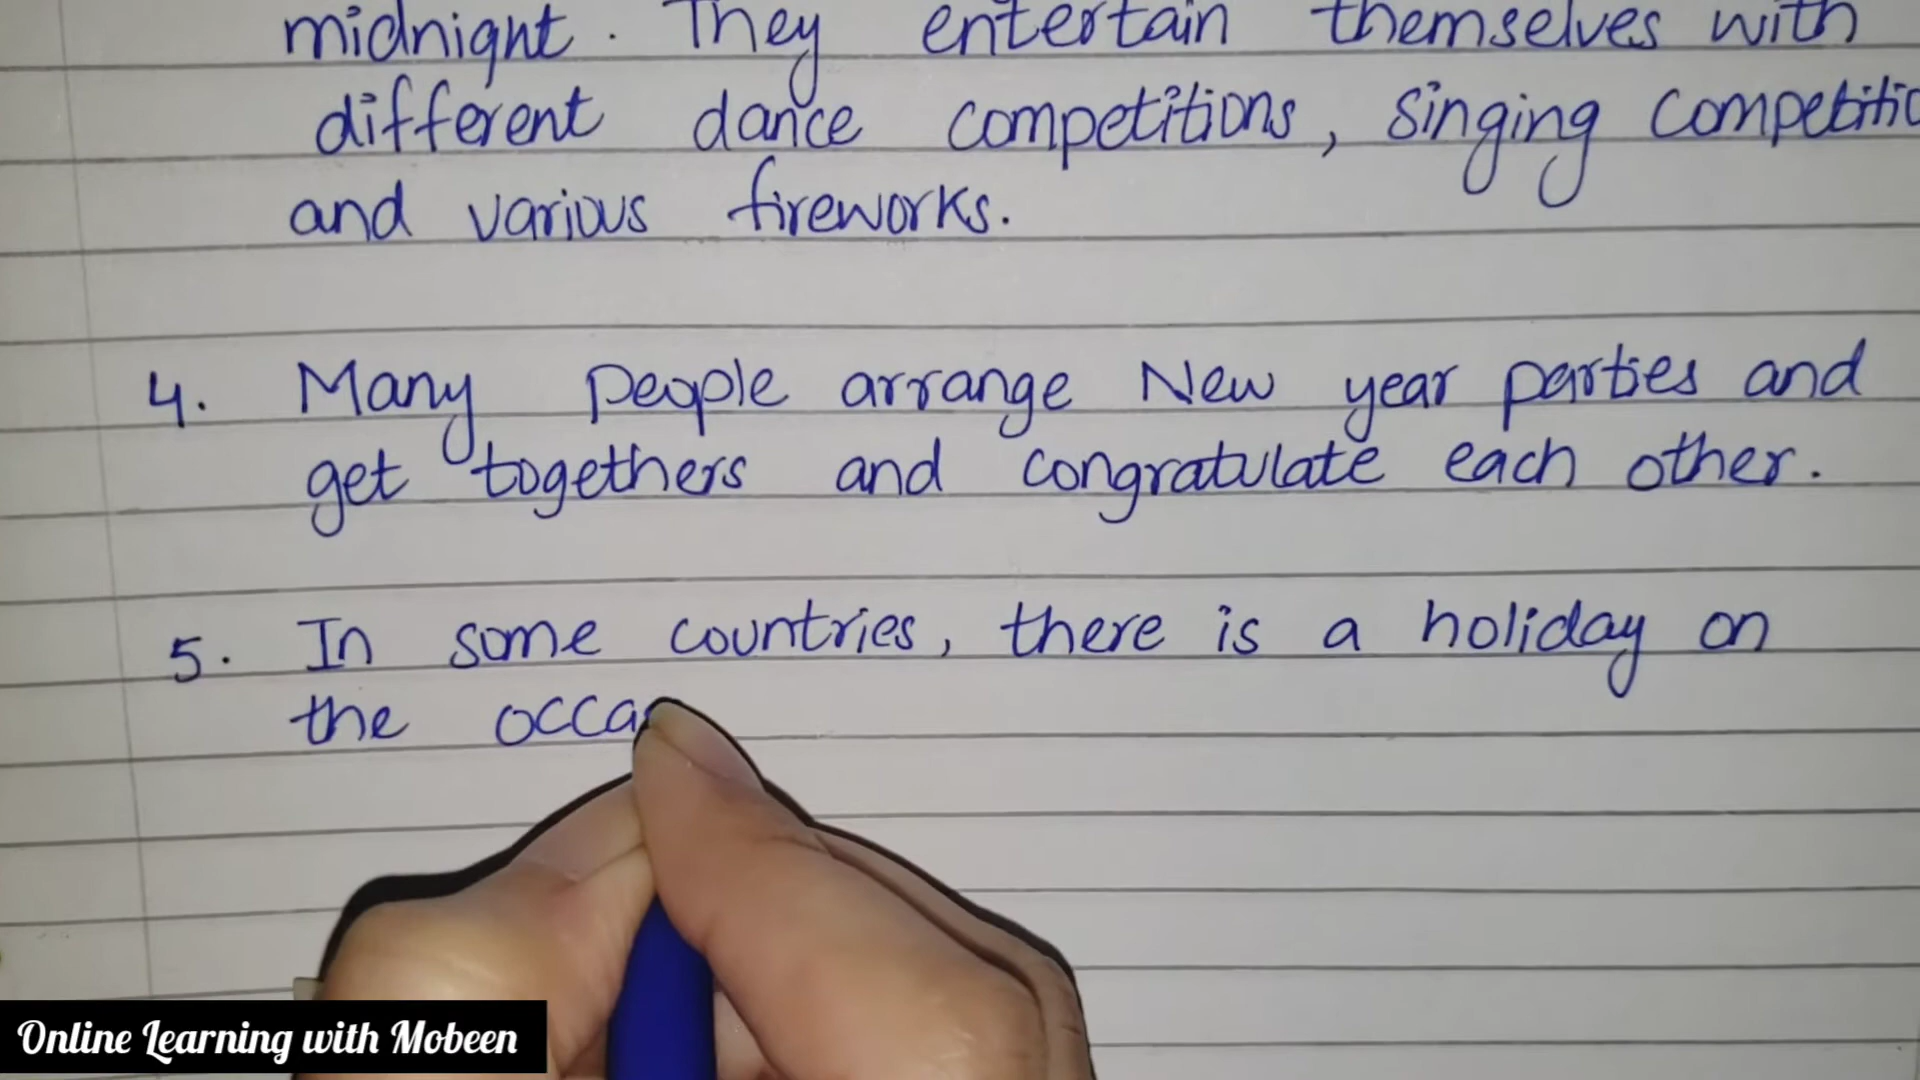 midnight. They entertain themselves with
different dance competitions, singing competitio
and various fireworks.
4. Many people arrange New year parties and
get togethers and congratulate each other.
5. In some countries, there is a holiday on
the occa
Online Learning with Mobeen